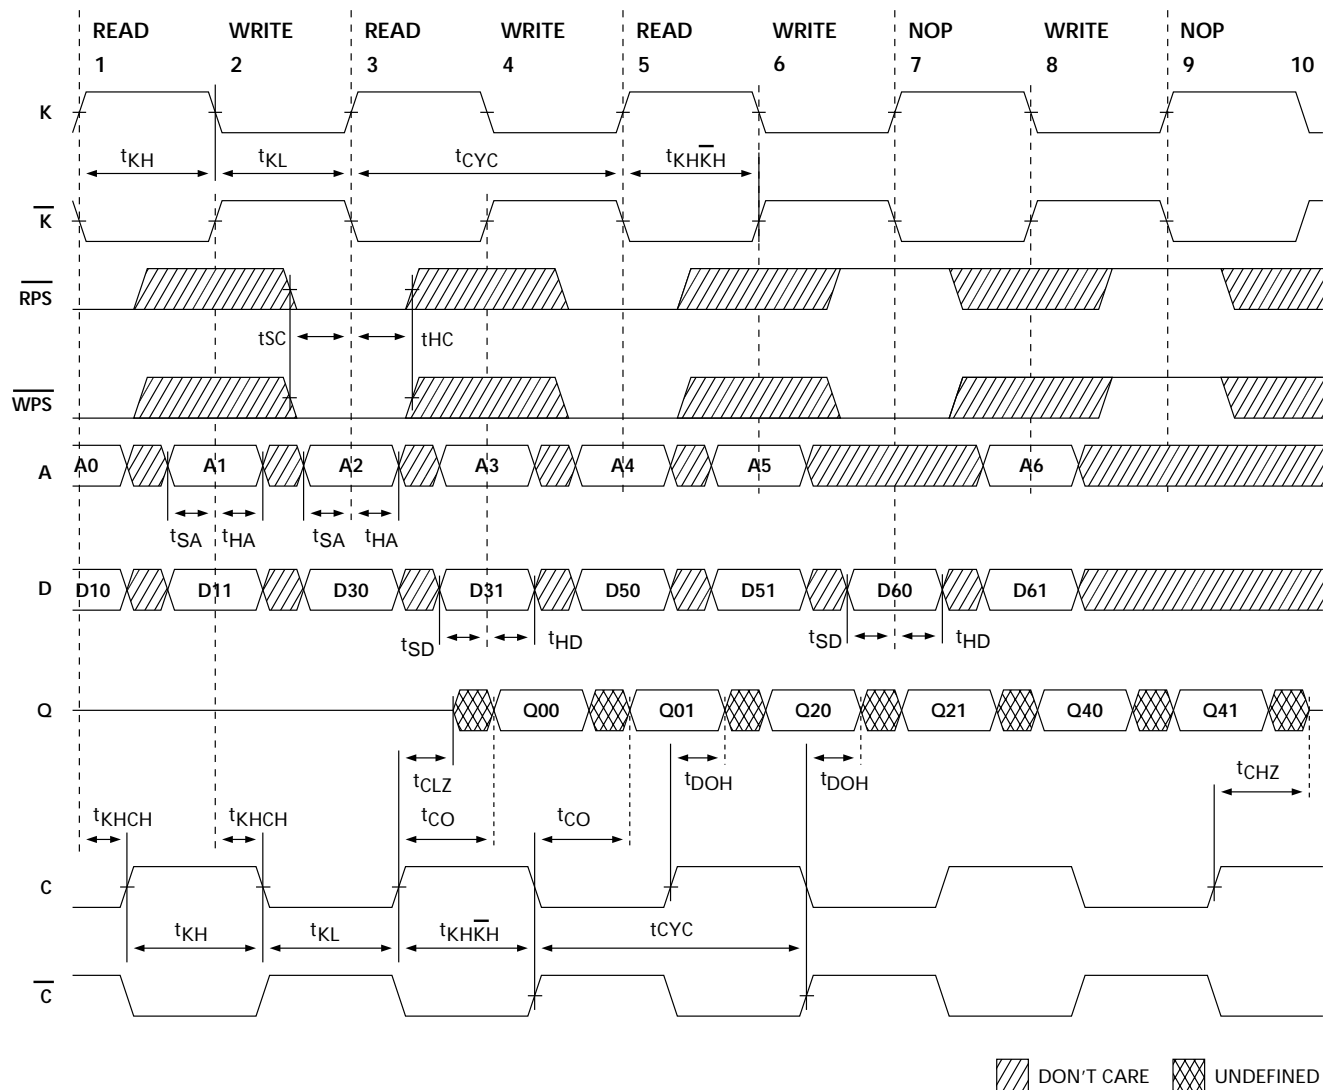 READ WRITE READ WRITE READ WRITE NOP WRITE NOP
1 2 3 4 5 6 7 8 9 10
K
tKH tKL tCYC tKHK̅H
K̅
R̅P̅S̅
tSC tHC
W̅P̅S̅
A A0 A1 A2 A3 A4 A5 A6
tSA tHA tSA tHA
D D10 D11 D30 D31 D50 D51 D60 D61
tSD tHD tSD tHD
Q Q00 Q01 Q20 Q21 Q40 Q41
tCLZ tDOH tDOH tCHZ
tKHCH tKHCH tCO tCO
C
tKH tKL tKHK̅H tCYC
C̅
DON'T CARE UNDEFINED